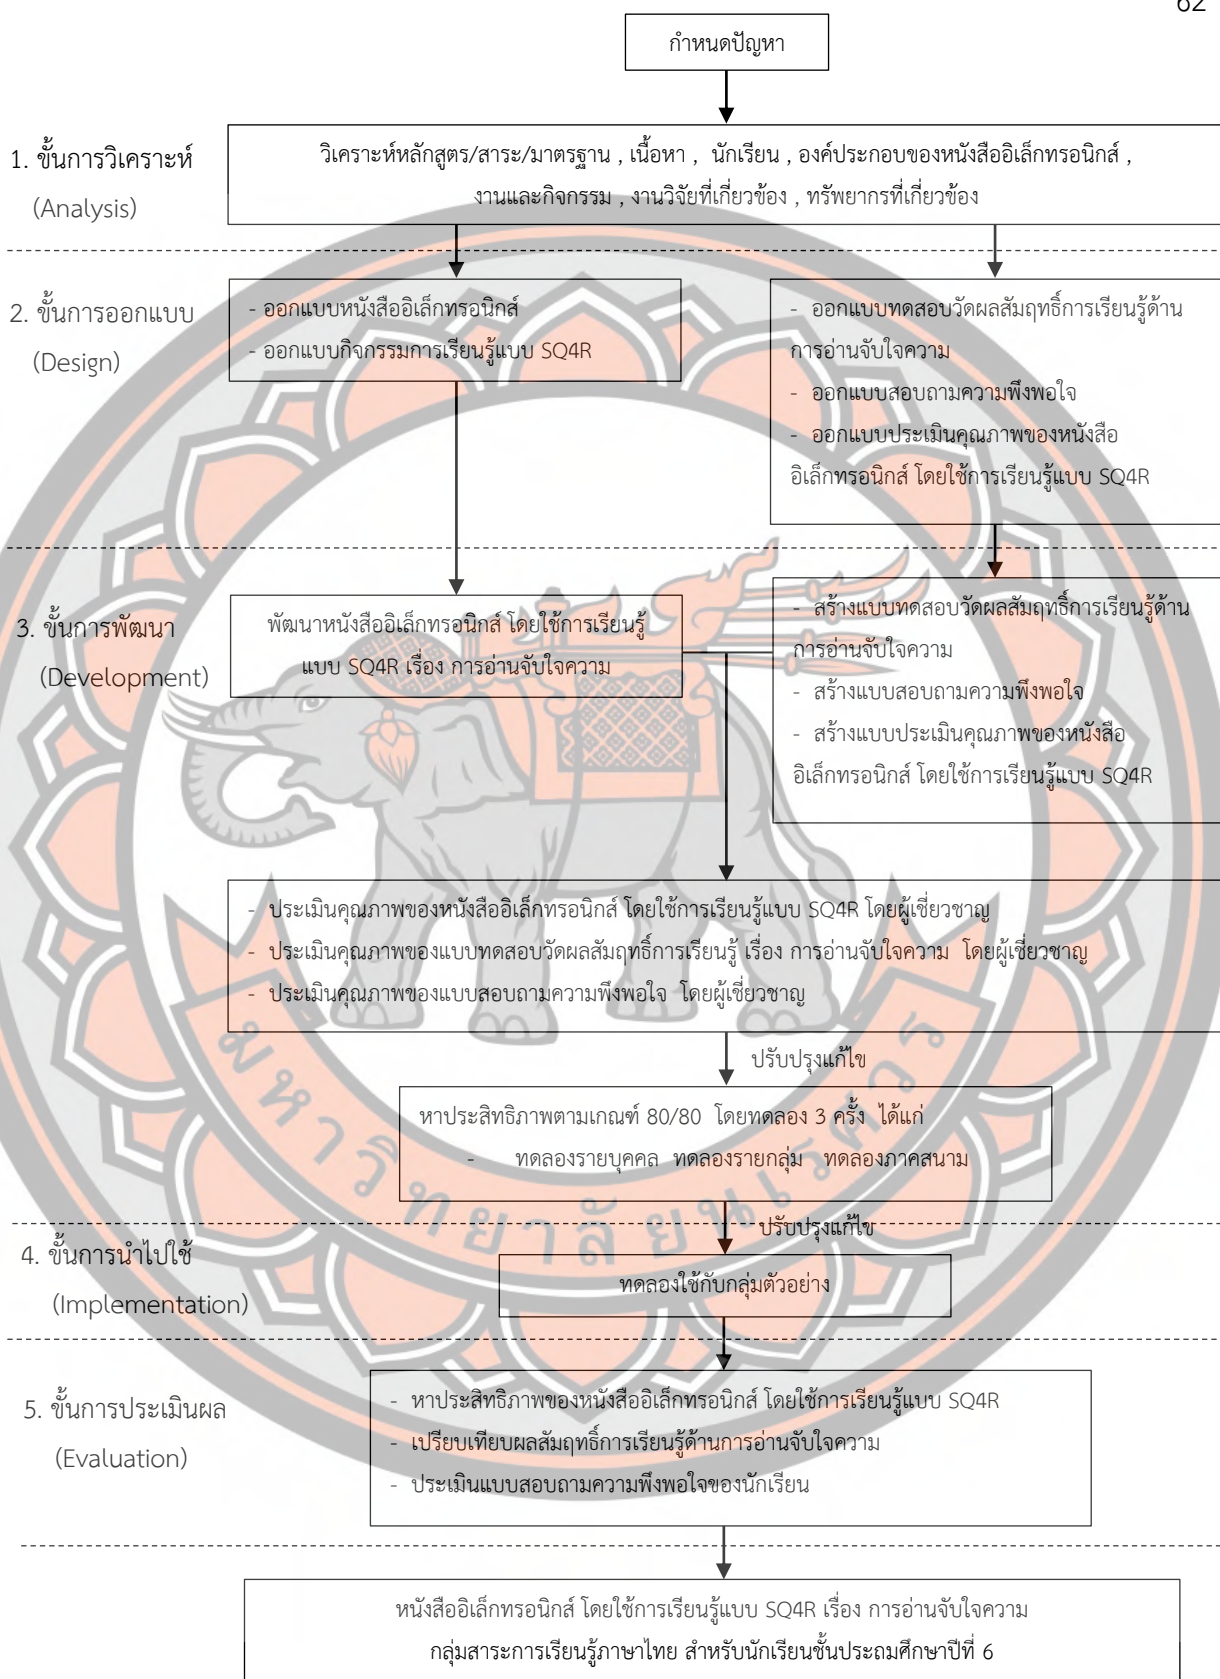 62
กำหนดปัญหา
1. ขั้นการวิเคราะห์
(Analysis)
วิเคราะห์หลักสูตร/สาระ/มาตรฐาน , เนื้อหา , นักเรียน , องค์ประกอบของหนังสืออิเล็กทรอนิกส์ ,
งานและกิจกรรม , งานวิจัยที่เกี่ยวข้อง , ทรัพยากรที่เกี่ยวข้อง
2. ขั้นการออกแบบ
(Design)
- ออกแบบหนังสืออิเล็กทรอนิกส์
- ออกแบบกิจกรรมการเรียนรู้แบบ SQ4R
- ออกแบบทดสอบวัดผลสัมฤทธิ์การเรียนรู้ด้าน
การอ่านจับใจความ
- ออกแบบสอบถามความพึงพอใจ
- ออกแบบประเมินคุณภาพของหนังสือ
อิเล็กทรอนิกส์ โดยใช้การเรียนรู้แบบ SQ4R
3. ขั้นการพัฒนา
(Development)
พัฒนาหนังสืออิเล็กทรอนิกส์ โดยใช้การเรียนรู้
แบบ SQ4R เรื่อง การอ่านจับใจความ
- สร้างแบบทดสอบวัดผลสัมฤทธิ์การเรียนรู้ด้าน
การอ่านจับใจความ
- สร้างแบบสอบถามความพึงพอใจ
- สร้างแบบประเมินคุณภาพของหนังสือ
อิเล็กทรอนิกส์ โดยใช้การเรียนรู้แบบ SQ4R
- ประเมินคุณภาพของหนังสืออิเล็กทรอนิกส์ โดยใช้การเรียนรู้แบบ SQ4R โดยผู้เชี่ยวชาญ
- ประเมินคุณภาพของแบบทดสอบวัดผลสัมฤทธิ์การเรียนรู้ เรื่อง การอ่านจับใจความ โดยผู้เชี่ยวชาญ
- ประเมินคุณภาพของแบบสอบถามความพึงพอใจ โดยผู้เชี่ยวชาญ
ปรับปรุงแก้ไข
หาประสิทธิภาพตามเกณฑ์ 80/80 โดยทดลอง 3 ครั้ง ได้แก่
- ทดลองรายบุคคล ทดลองรายกลุ่ม ทดลองภาคสนาม
มหาวิทยาลัยนเรศวร
ปรับปรุงแก้ไข
4. ขั้นการนำไปใช้
(Implementation)
ทดลองใช้กับกลุ่มตัวอย่าง
5. ขั้นการประเมินผล
(Evaluation)
- หาประสิทธิภาพของหนังสืออิเล็กทรอนิกส์ โดยใช้การเรียนรู้แบบ SQ4R
- เปรียบเทียบผลสัมฤทธิ์การเรียนรู้ด้านการอ่านจับใจความ
- ประเมินแบบสอบถามความพึงพอใจของนักเรียน
หนังสืออิเล็กทรอนิกส์ โดยใช้การเรียนรู้แบบ SQ4R เรื่อง การอ่านจับใจความ
กลุ่มสาระการเรียนรู้ภาษาไทย สำหรับนักเรียนชั้นประถมศึกษาปีที่ 6